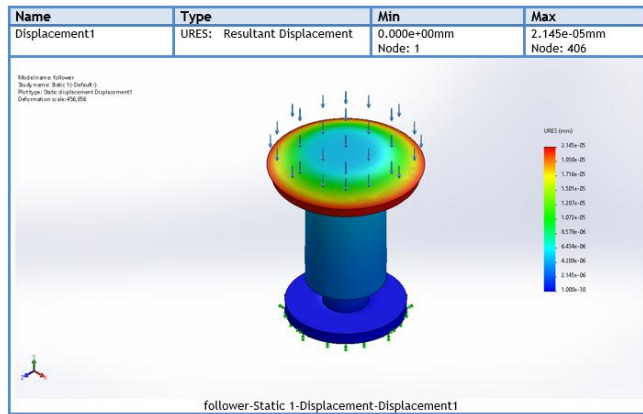 Name Type Min Max
Displacement1 URES: Resultant Displacement 0.000e+00mm 2.145e-05mm
Node: 1 Node: 406
Model name: follower
Study name: Static 1(-Default-)
Plot type: Static displacement Displacement1
Deformation scale: 456,856
URES (mm)
2.145e-05
1.930e-05
1.716e-05
1.501e-05
1.287e-05
1.072e-05
8.578e-06
6.434e-06
4.289e-06
2.145e-06
1.000e-30
follower-Static 1-Displacement-Displacement1